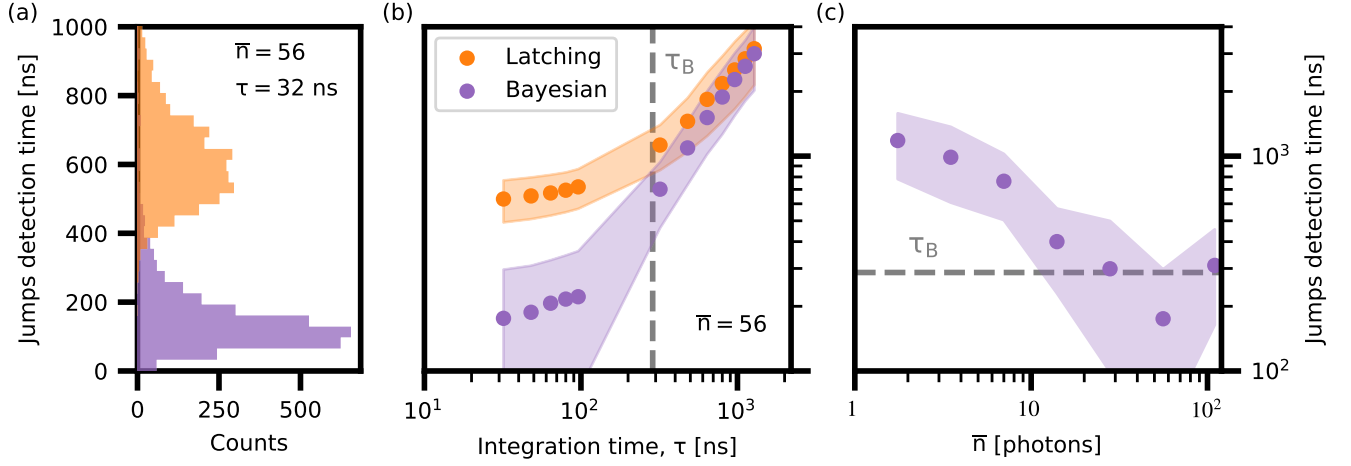 (a)
Jumps detection time [ns]
1000
800
600
400
200
0
n̅ = 56
τ = 32 ns
0 250 500
Counts
(b)
Latching
Bayesian
τB
n̅ = 56
10¹ 10² 10³
Integration time, τ [ns]
(c)
τB
10³
10²
Jumps detection time [ns]
1 10 10²
n̅ [photons]